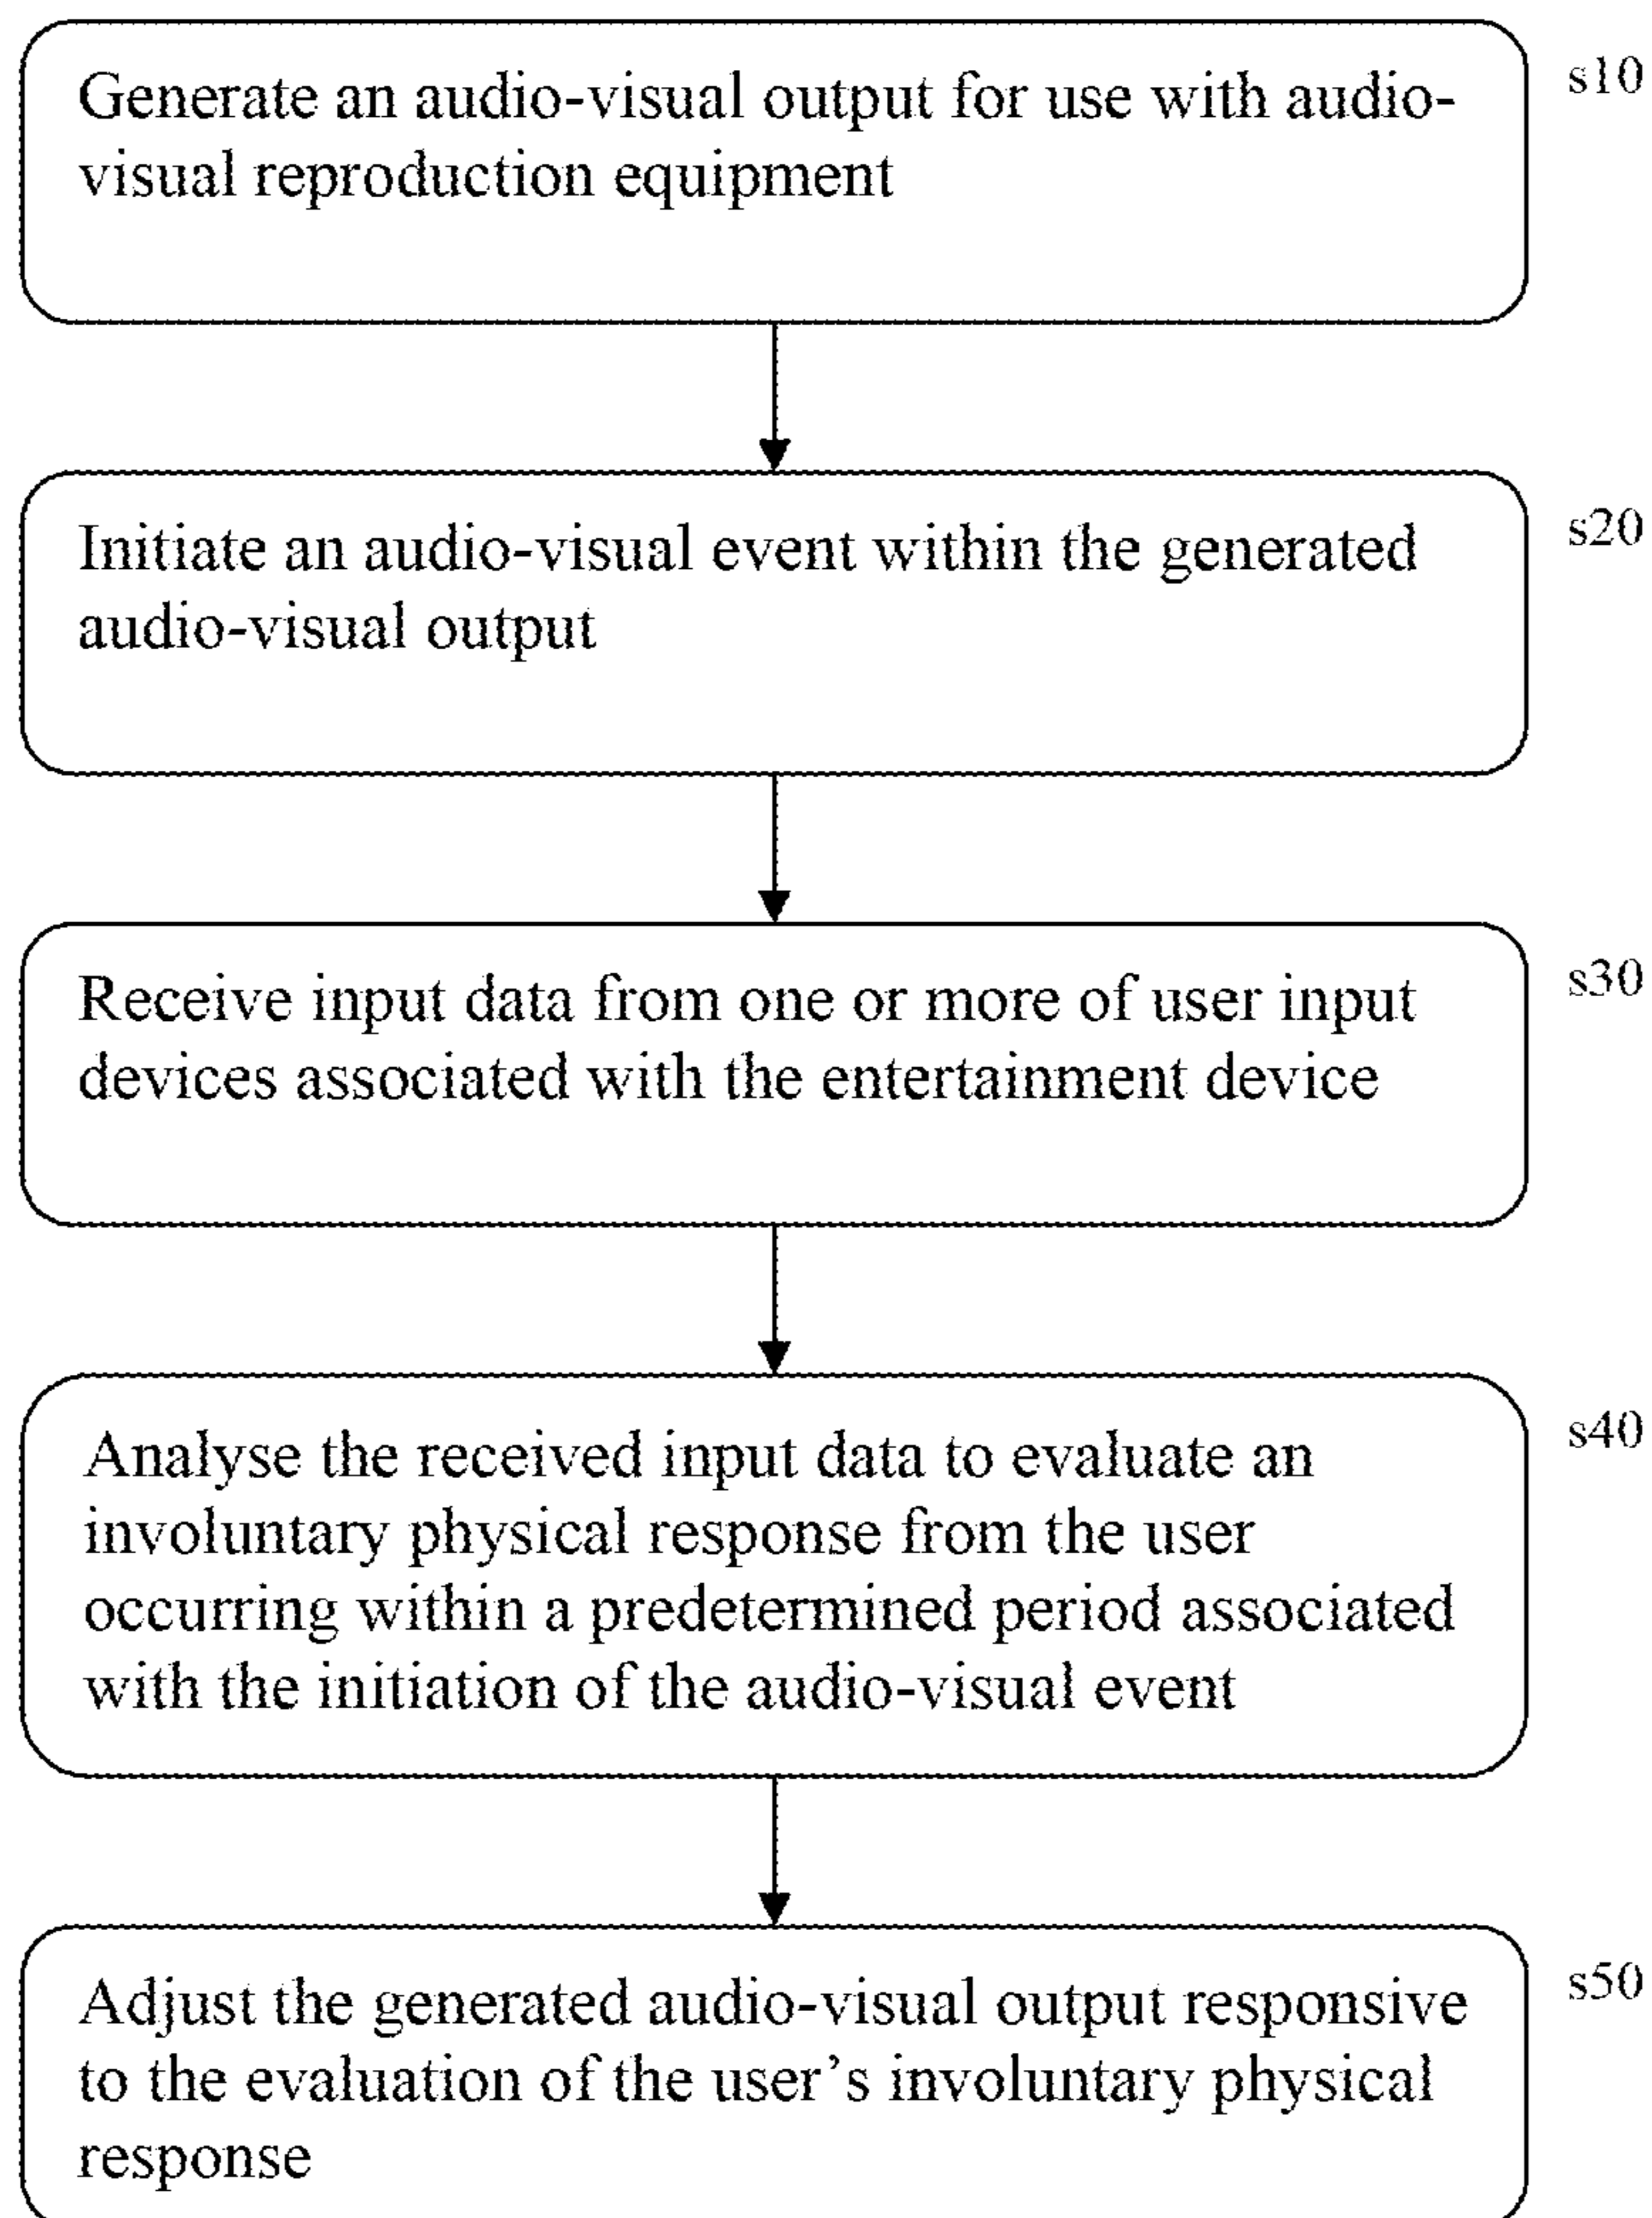 Generate an audio-visual output for use with audio-
visual reproduction equipment
s10
Initiate an audio-visual event within the generated
audio-visual output
s20
Receive input data from one or more of user input
devices associated with the entertainment device
s30
Analyse the received input data to evaluate an
involuntary physical response from the user
occurring within a predetermined period associated
with the initiation of the audio-visual event
s40
Adjust the generated audio-visual output responsive
to the evaluation of the user's involuntary physical
response
s50